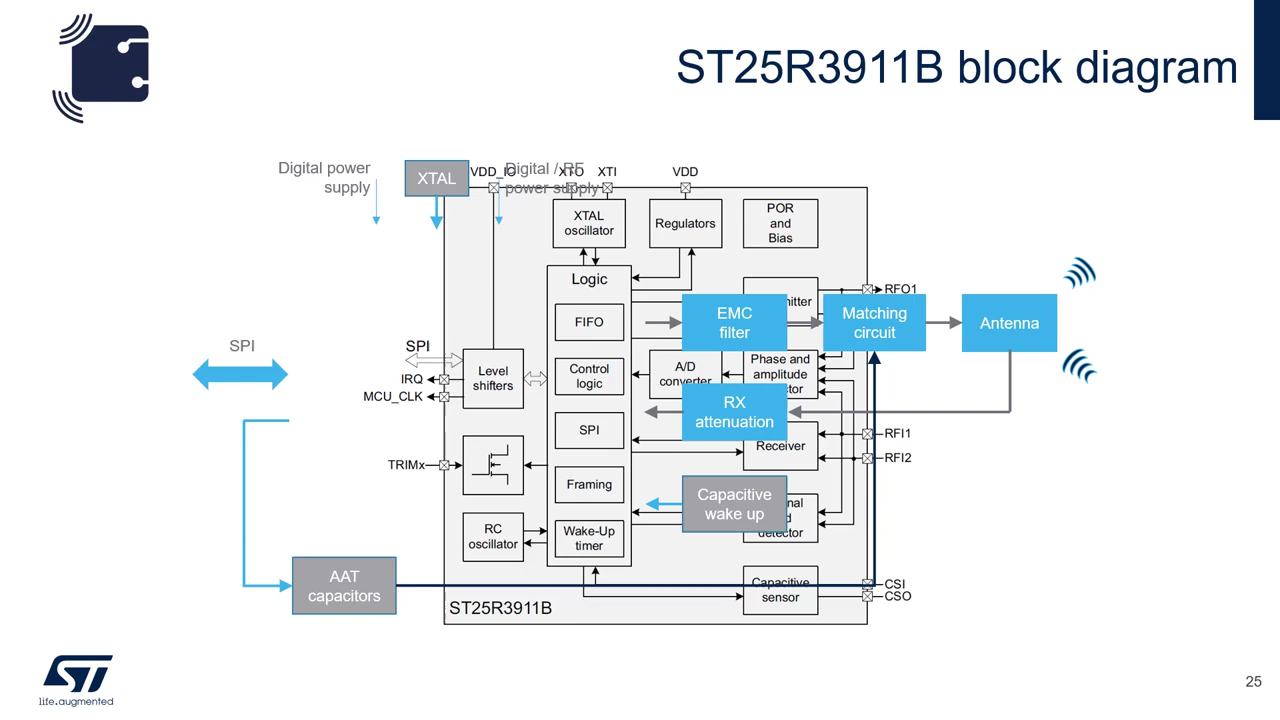 ST25R3911B block diagram
Digital power
supply
XTAL
VDD_IO
Digital / RF
power supply
XTO
XTI
VDD
XTAL
oscillator
Regulators
POR
and
Bias
Logic
FIFO
Control
logic
SPI
Framing
Wake-Up
timer
SPI
SPI
IRQ
MCU_CLK
Level
shifters
TRIMx
RC
oscillator
A/D
converter
EMC
filter
Matching
circuit
Antenna
RFO1
Phase and
amplitude
RX
attenuation
Receiver
RFI1
RFI2
Capacitive
wake up
detector
Capacitive
sensor
CSI
CSO
AAT
capacitors
ST25R3911B
ST
life.augmented
25